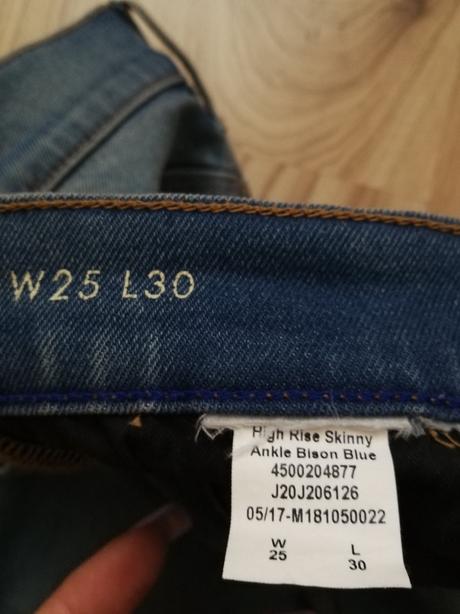 W25 L30
High Rise Skinny
Ankle Bison Blue
4500204877
J20J206126
05/17-M181050022
W L
25 30